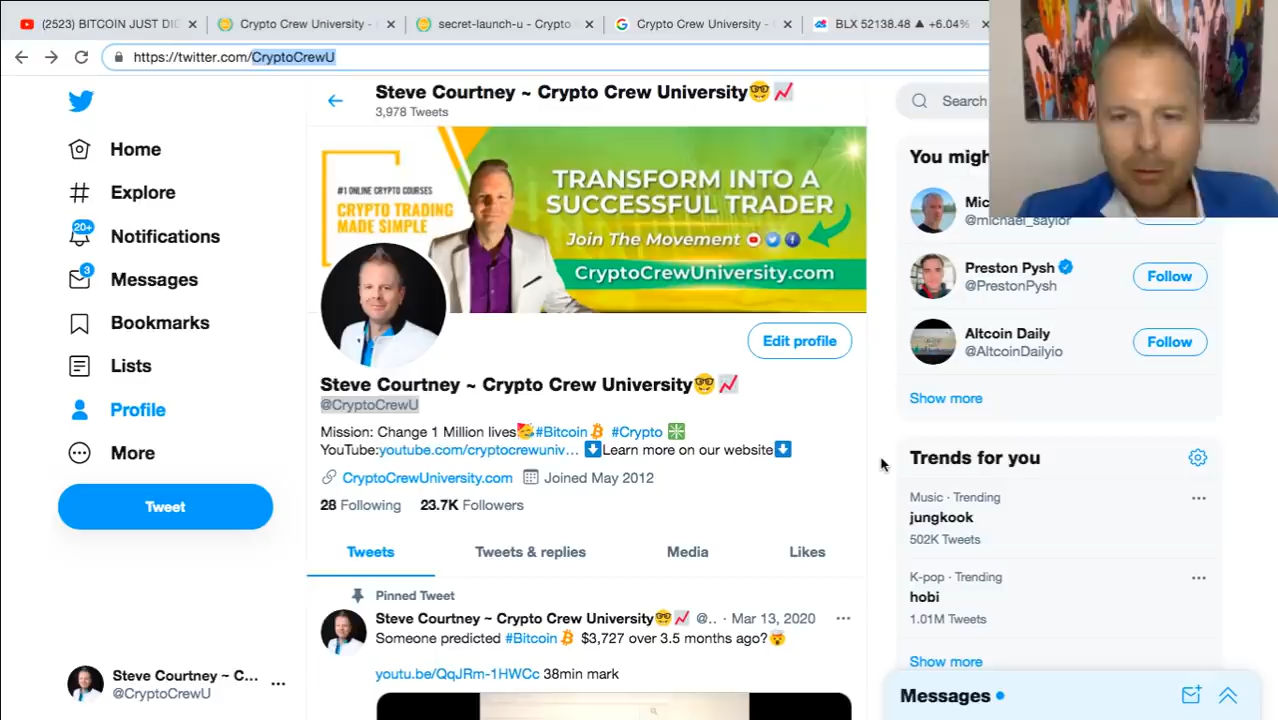 (2523) BITCOIN JUST DI
Crypto Crew University -
secret-launch-u - Crypto
Crypto Crew University -
BLX 52138.48 ▲ +6.04%
https://twitter.com/CryptoCrewU
Steve Courtney ~ Crypto Crew University🤓📈
3,978 Tweets
Search
Home
Explore
20+
Notifications
3
Messages
Bookmarks
Lists
Profile
More
Tweet
Steve Courtney ~ C...
@CryptoCrewU
#1 ONLINE CRYPTO COURSES
CRYPTO TRADING
MADE SIMPLE
TRANSFORM INTO A
SUCCESSFUL TRADER
Join The Movement
CryptoCrewUniversity.com
Edit profile
Steve Courtney ~ Crypto Crew University🤓📈
@CryptoCrewU
Mission: Change 1 Million lives🥳#Bitcoin #Crypto ❇️
YouTube:youtube.com/cryptocrewuniv... ⬇️Learn more on our website⬇️
CryptoCrewUniversity.com Joined May 2012
28 Following 23.7K Followers
Tweets Tweets & replies Media Likes
Pinned Tweet
Steve Courtney ~ Crypto Crew University🤓📈 @.. · Mar 13, 2020
Someone predicted #Bitcoin $3,727 over 3.5 months ago?🤯
youtu.be/QqJRm-1HWCc 38min mark
You migh
Mic
@michael_saylor
Preston Pysh
@PrestonPysh
Follow
Altcoin Daily
@AltcoinDailyio
Follow
Show more
Trends for you
Music · Trending
jungkook
502K Tweets
K-pop · Trending
hobi
1.01M Tweets
Show more
Messages